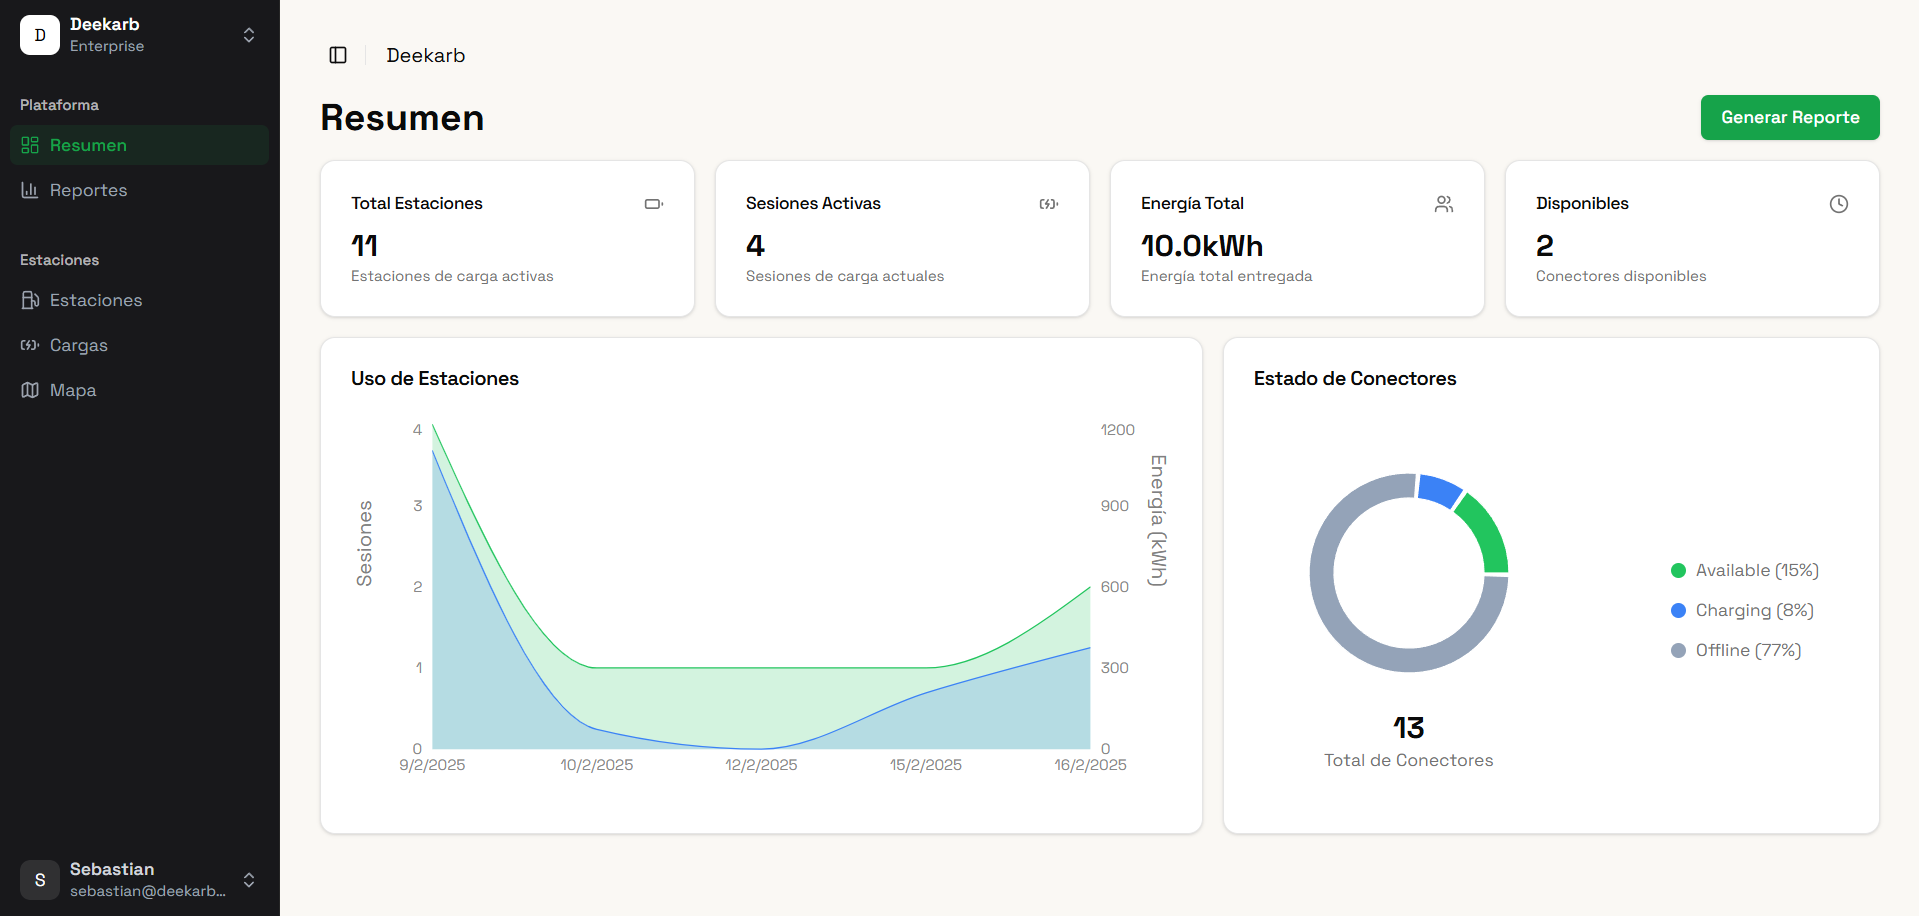 D
Deekarb
Enterprise
Plataforma
Resumen
Reportes
Estaciones
Estaciones
Cargas
Mapa
S
Sebastian
sebastian@deekarb...
Deekarb
Resumen
Generar Reporte
Total Estaciones
11
Estaciones de carga activas
Sesiones Activas
4
Sesiones de carga actuales
Energía Total
10.0kWh
Energía total entregada
Disponibles
2
Conectores disponibles
Uso de Estaciones
Sesiones
4
3
2
1
0
9/2/2025
10/2/2025
12/2/2025
15/2/2025
16/2/2025
1200
900
600
300
0
Energía (kWh)
Estado de Conectores
Available (15%)
Charging (8%)
Offline (77%)
13
Total de Conectores